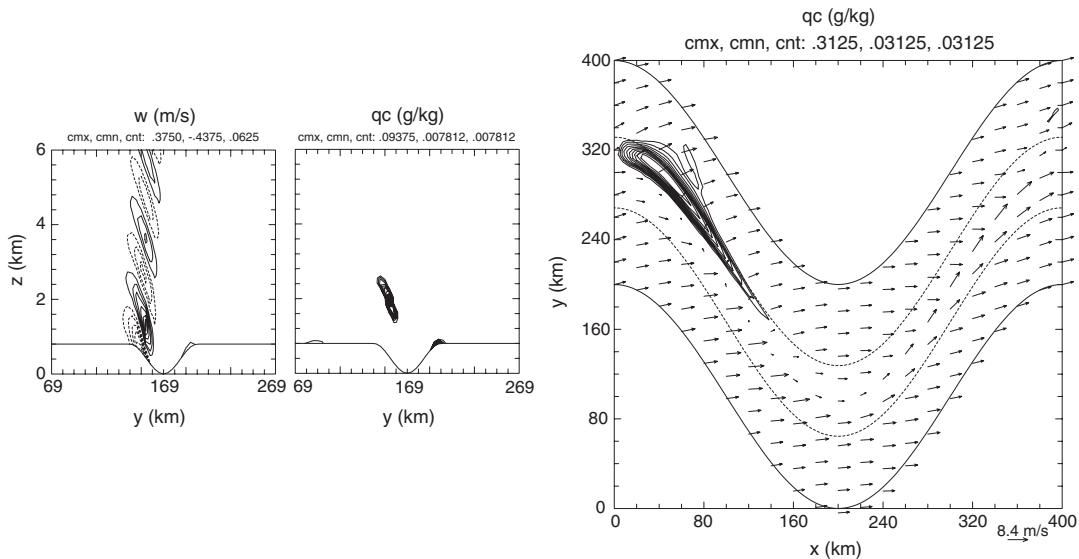 w (m/s)
cmx, cmn, cnt: .3750, -.4375, .0625
6
4
2
0
z (km)
69
169
269
y (km)
qc (g/kg)
cmx, cmn, cnt: .09375, .007812, .007812
69
169
269
y (km)
qc (g/kg)
cmx, cmn, cnt: .3125, .03125, .03125
400
320
240
160
80
0
y (km)
0
80
160
240
320
400
x (km)
8.4 m/s